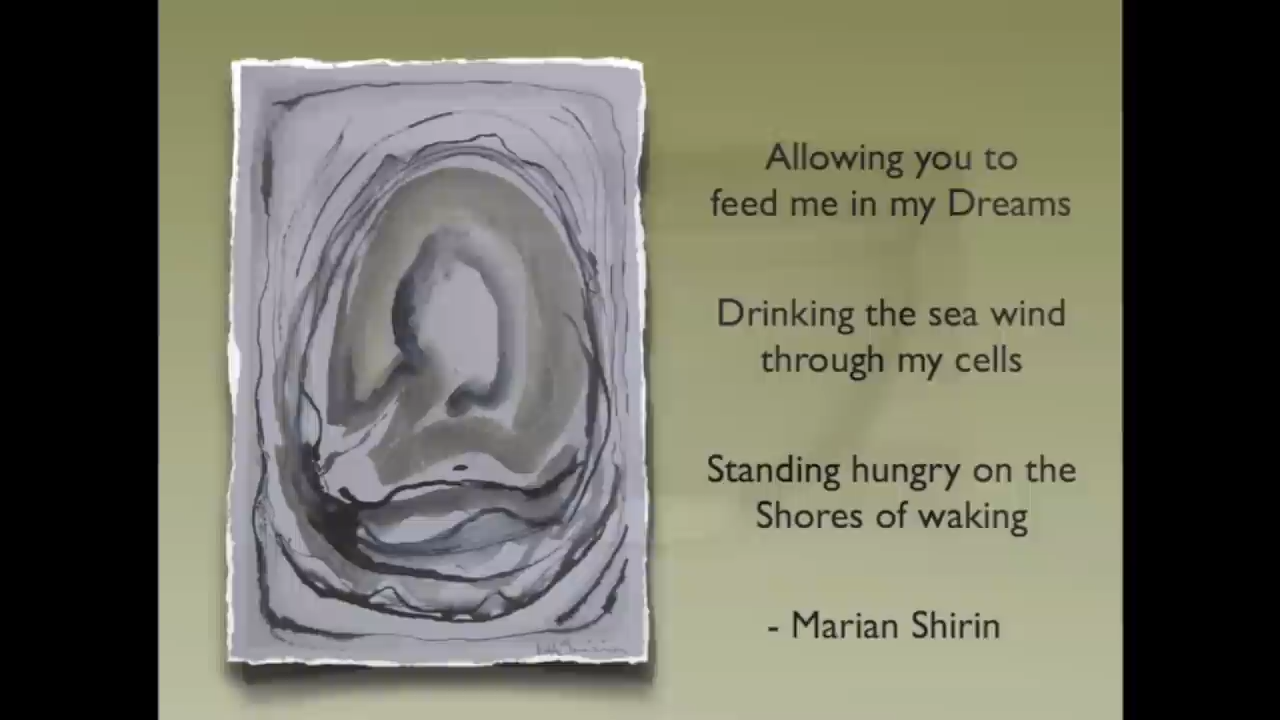 Allowing you to
feed me in my Dreams
Drinking the sea wind
through my cells
Standing hungry on the
Shores of waking
- Marian Shirin